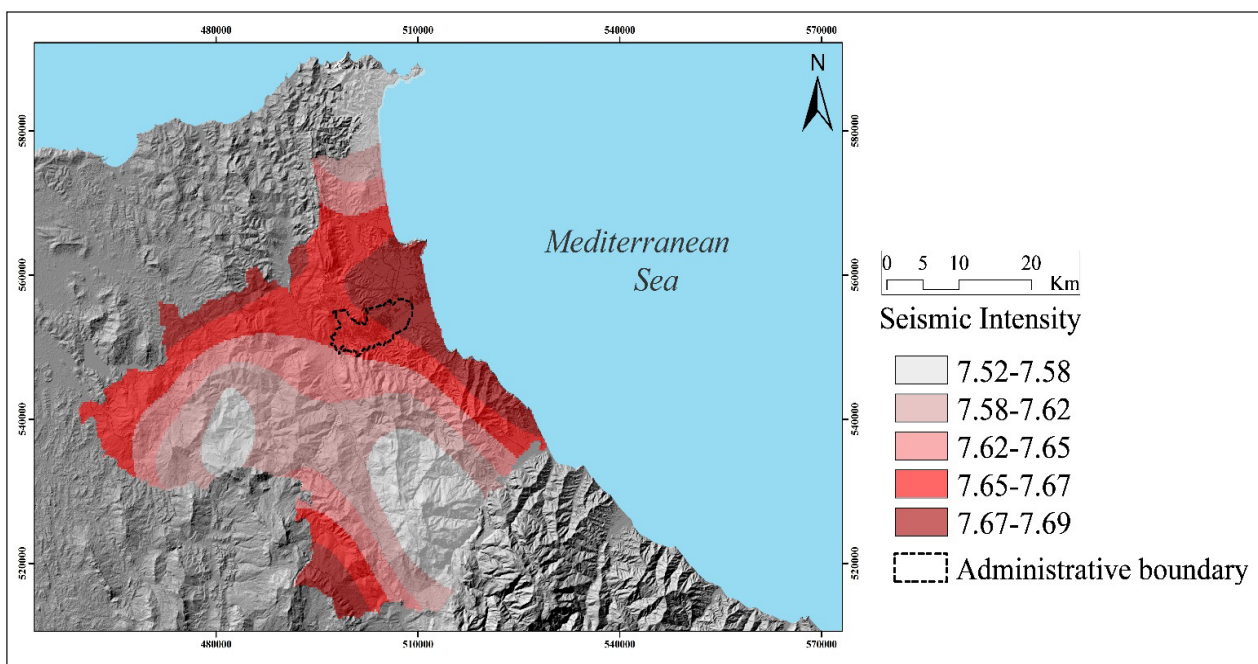 480000 510000 540000 570000
N
580000 580000
Mediterranean
Sea
560000 560000
0 5 10 20
Km
Seismic Intensity
7.52-7.58
7.58-7.62
7.62-7.65
7.65-7.67
7.67-7.69
Administrative boundary
540000 540000
520000 520000
480000 510000 540000 570000